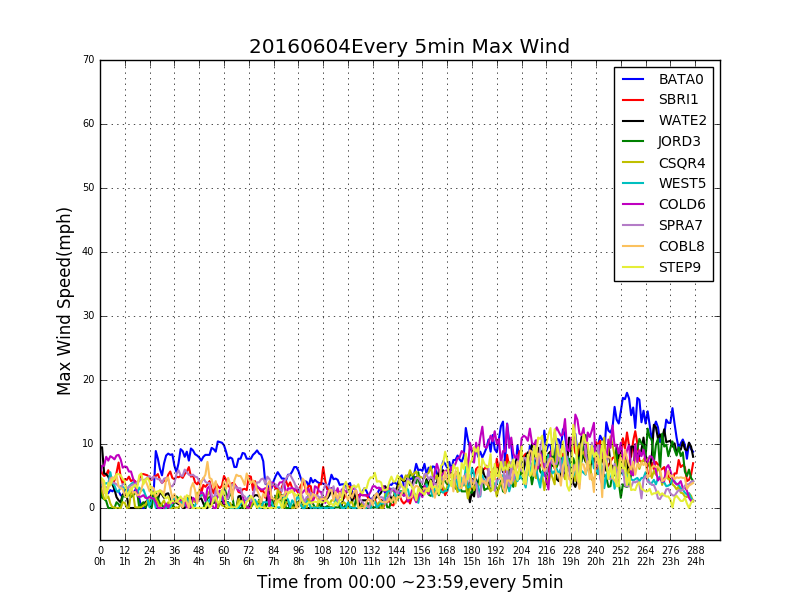 20160604Every 5min Max Wind
Max Wind Speed(mph)
70
60
50
40
30
20
10
0
BATA0
SBRI1
WATE2
JORD3
CSQR4
WEST5
COLD6
SPRA7
COBL8
STEP9
0 12 24 36 48 60 72 84 96 108 120 132 144 156 168 180 192 204 216 228 240 252 264 276 288
0h 1h 2h 3h 4h 5h 6h 7h 8h 9h 10h 11h 12h 13h 14h 15h 16h 17h 18h 19h 20h 21h 22h 23h 24h
Time from 00:00 ~23:59,every 5min